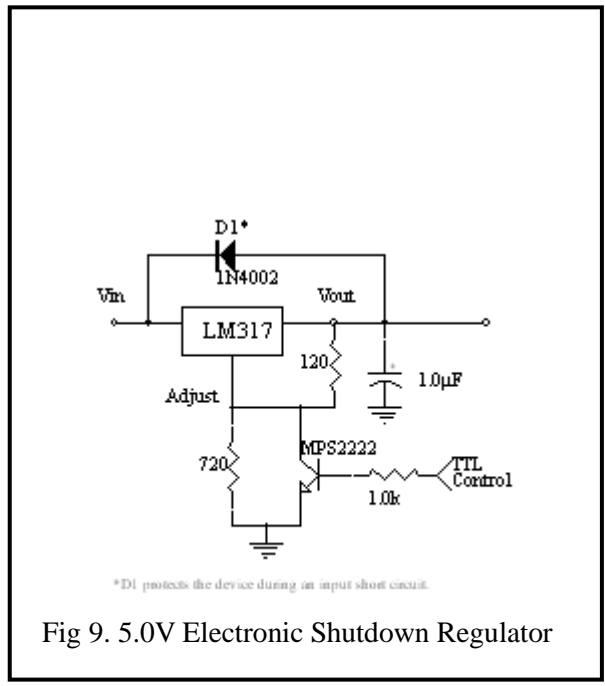 D1*
1N4002
Vin
Vout
LM317
120
1.0µF
Adjust
MPS2222
720
TTL
Control
1.0k
*D1 protects the device during an input short circuit.
Fig 9. 5.0V Electronic Shutdown Regulator